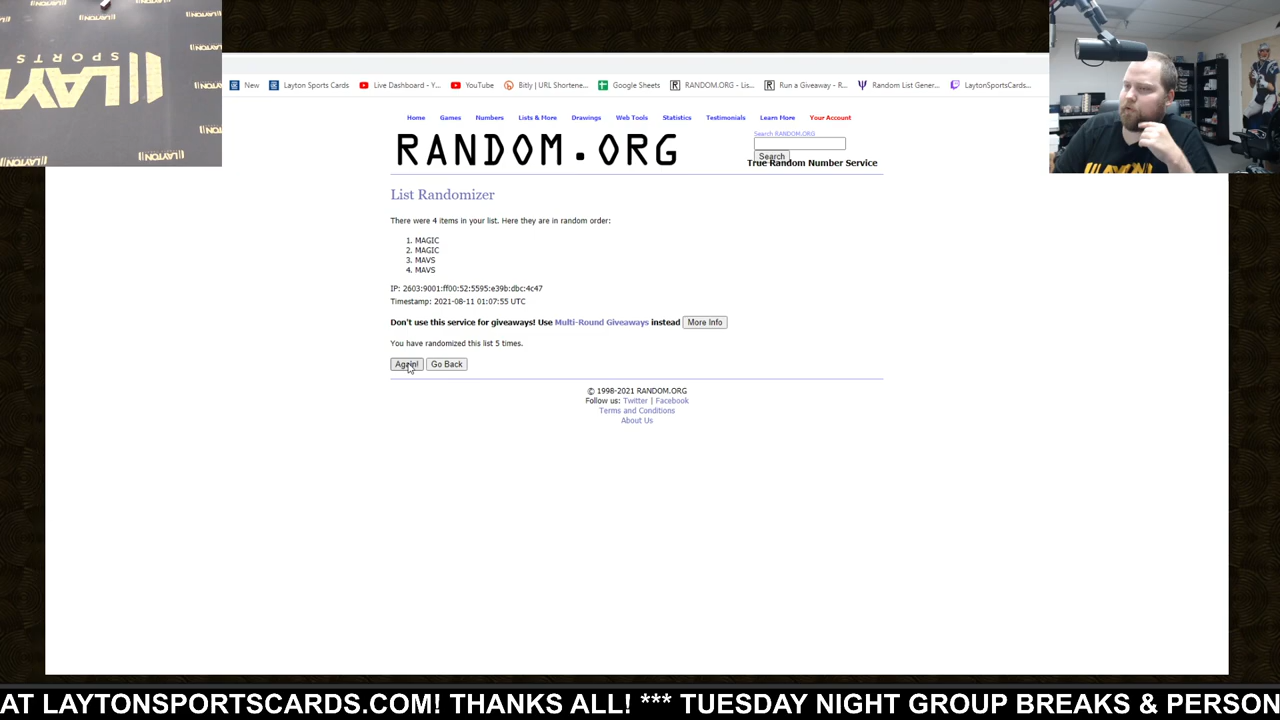 LAYTON
SPORTS
New
Layton Sports Cards
Live Dashboard - Y...
YouTube
Bitly | URL Shortene...
Google Sheets
RANDOM.ORG - Lis...
Run a Giveaway - R...
Random List Gener...
LaytonSportsCards...
Home Games Numbers Lists & More Drawings Web Tools Statistics Testimonials Learn More Your Account
RANDOM.ORG
Search RANDOM.ORG
Search
True Random Number Service
List Randomizer
There were 4 items in your list. Here they are in random order:
1. MAGIC
2. MAGIC
3. MAVS
4. MAVS
IP: 2603:9001:ff00:52:5595:e39b:dbc:4c47
Timestamp: 2021-08-11 01:07:55 UTC
Don't use this service for giveaways! Use Multi-Round Giveaways instead More Info
You have randomized this list 5 times.
Again! Go Back
© 1998-2021 RANDOM.ORG
Follow us: Twitter | Facebook
Terms and Conditions
About Us
AT LAYTONSPORTSCARDS.COM! THANKS ALL! *** TUESDAY NIGHT GROUP BREAKS & PERSON